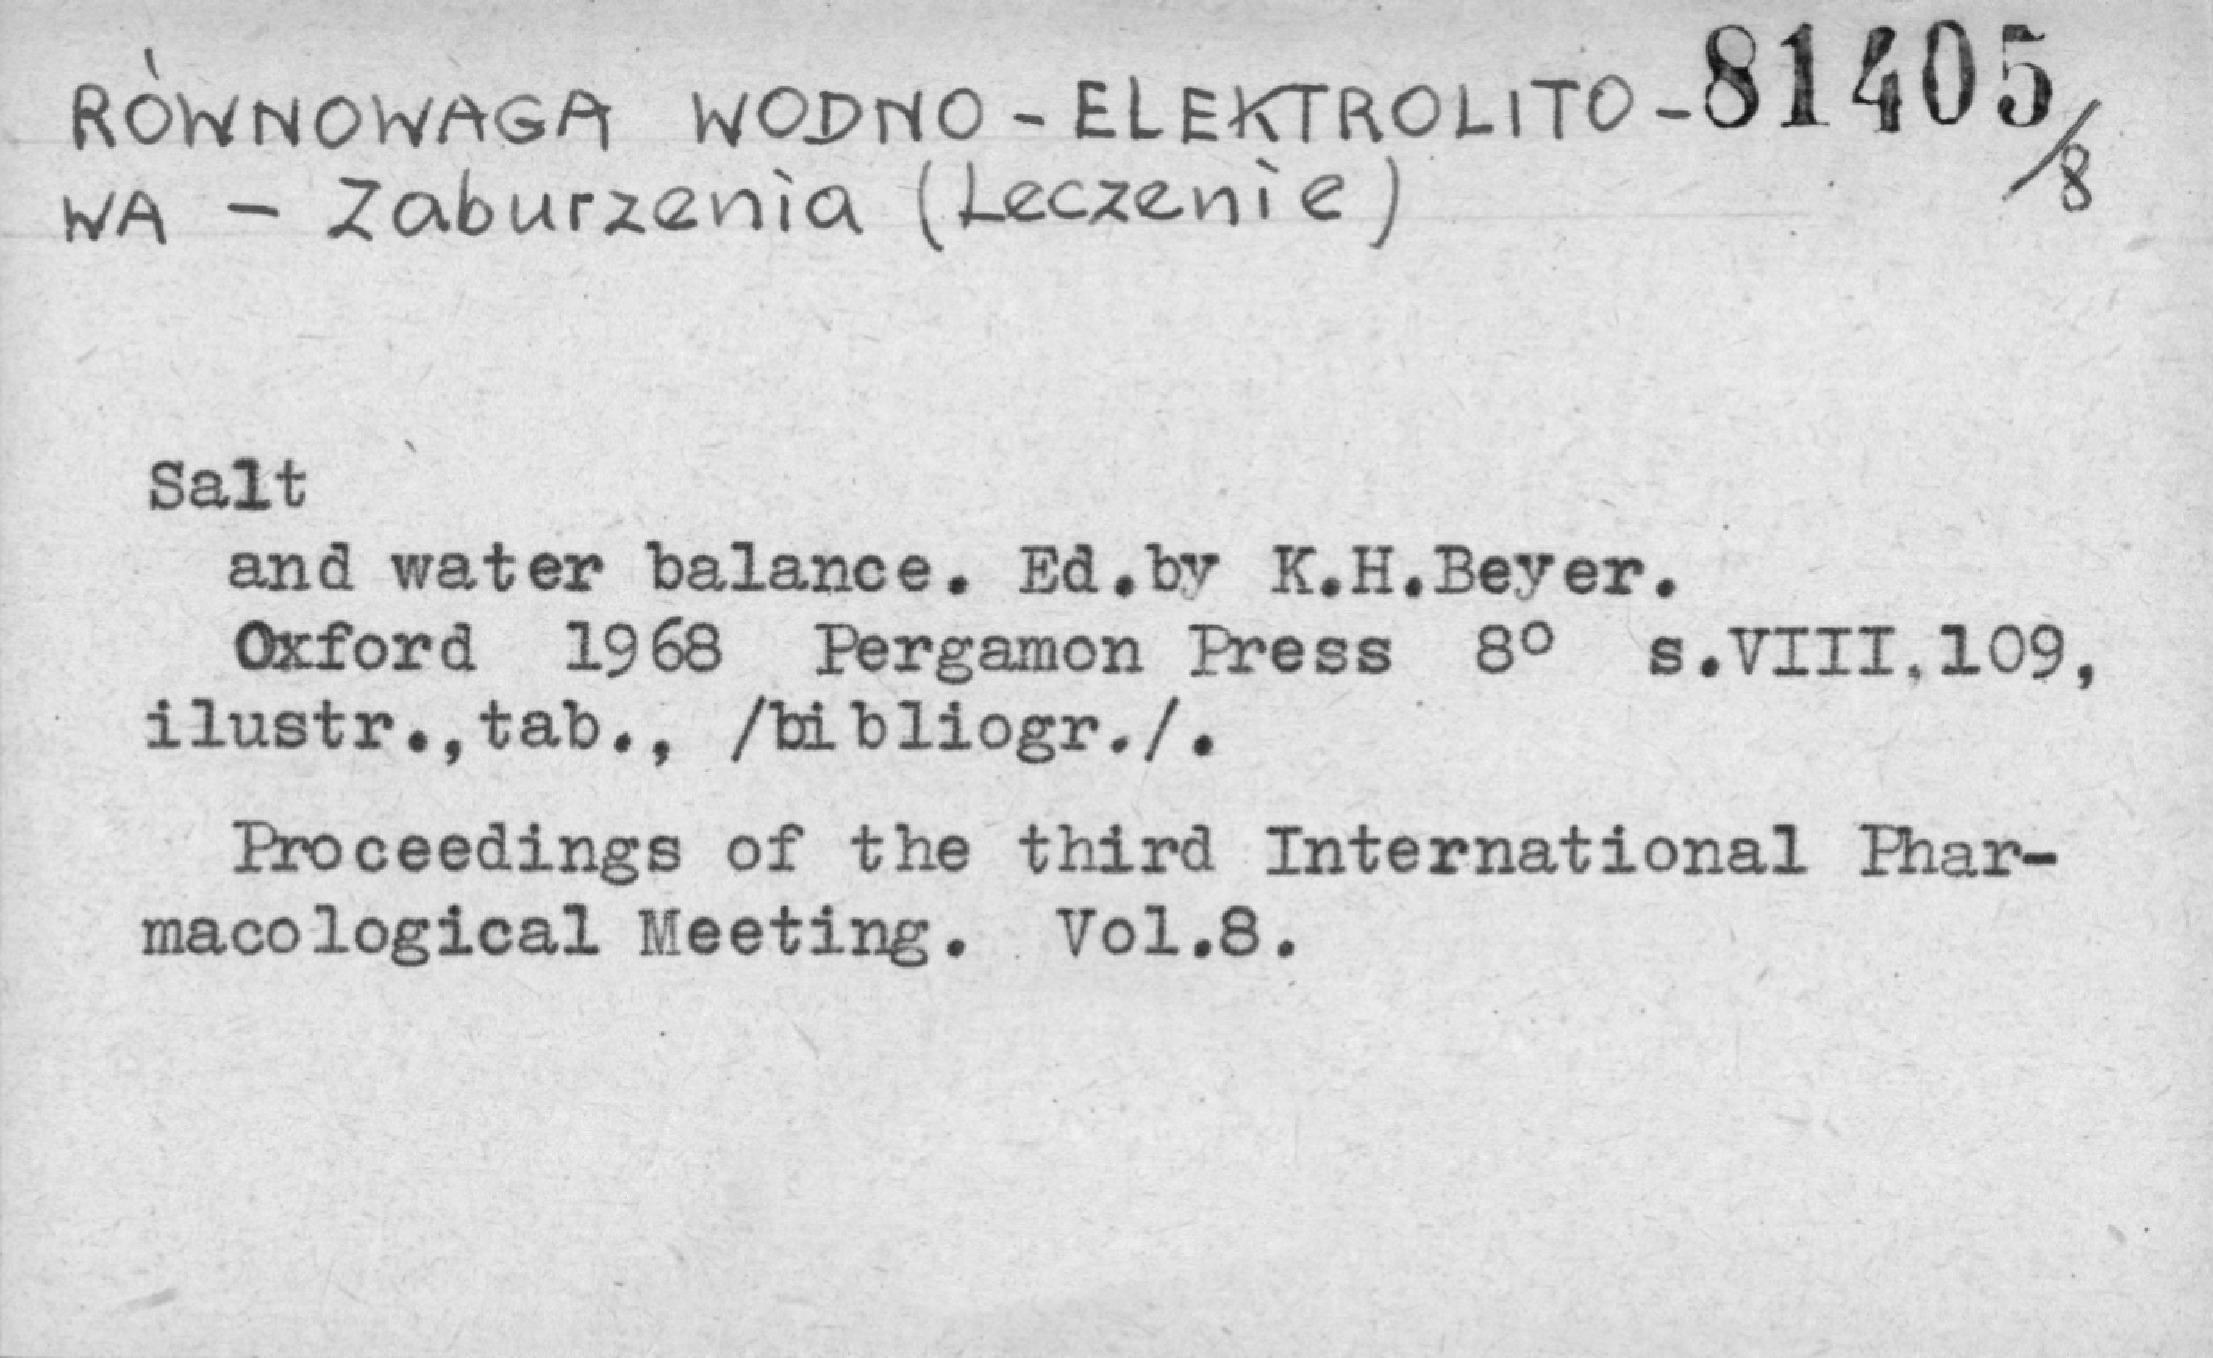 RÓWNOWAGA WODNO-ELEKTROLITO- 81405/8
WA - Zaburzenia (Leczenie)
Salt
and water balance. Ed.by K.H.Beyer.
Oxford 1968 Pergamon Press 8° s.VIII,109,
ilustr.,tab., /bibliogr./.
Proceedings of the third International Phar-
macological Meeting. Vol.8.